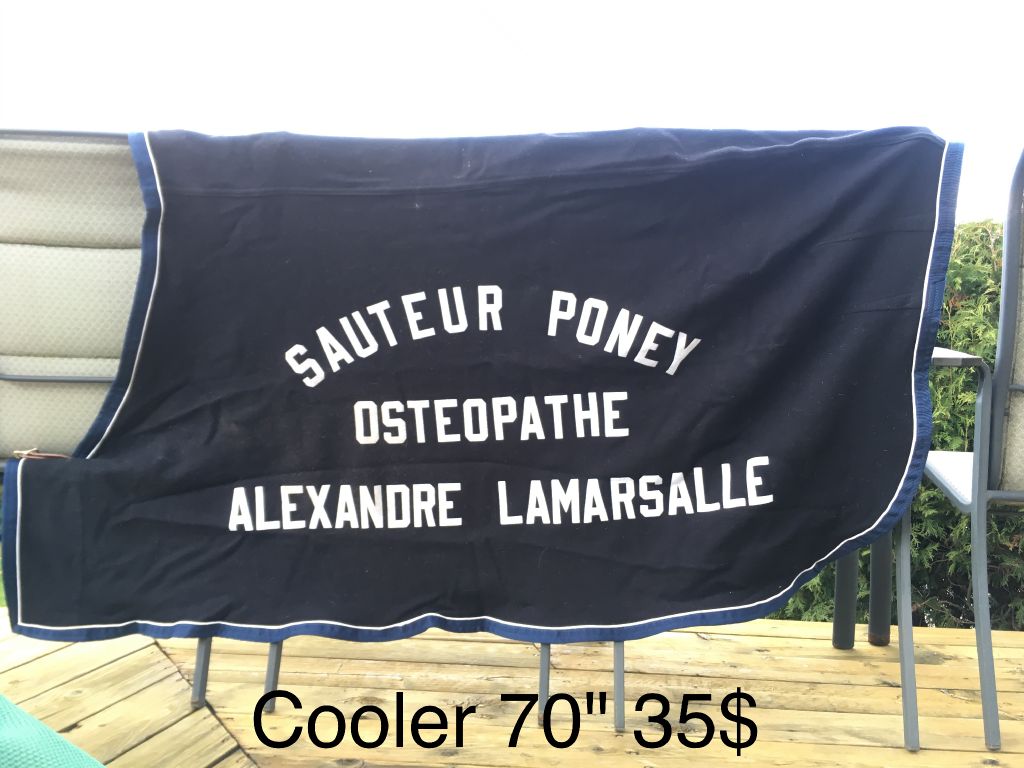 SAUTEUR PONEY
OSTEOPATHE
ALEXANDRE LAMARSALLE
Cooler 70" 35$